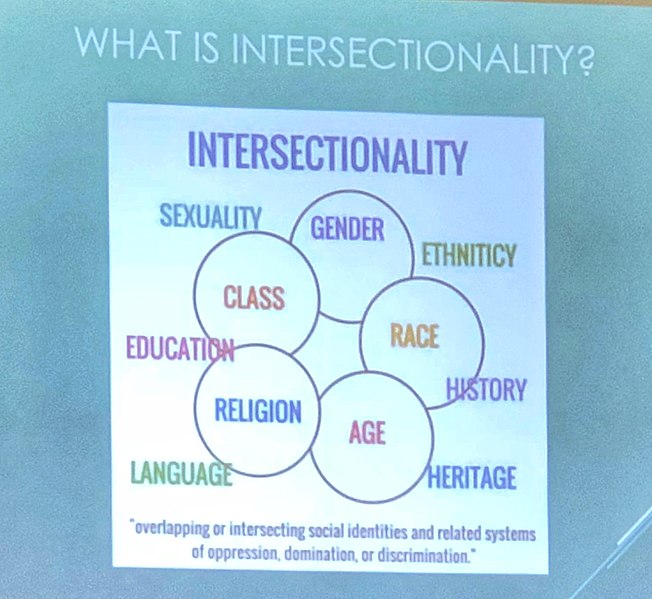 WHAT IS INTERSECTIONALITY?
INTERSECTIONALITY
SEXUALITY
GENDER
ETHNITICY
CLASS
RACE
EDUCATION
HISTORY
RELIGION
AGE
LANGUAGE
HERITAGE
"overlapping or intersecting social identities and related systems
of oppression, domination, or discrimination."